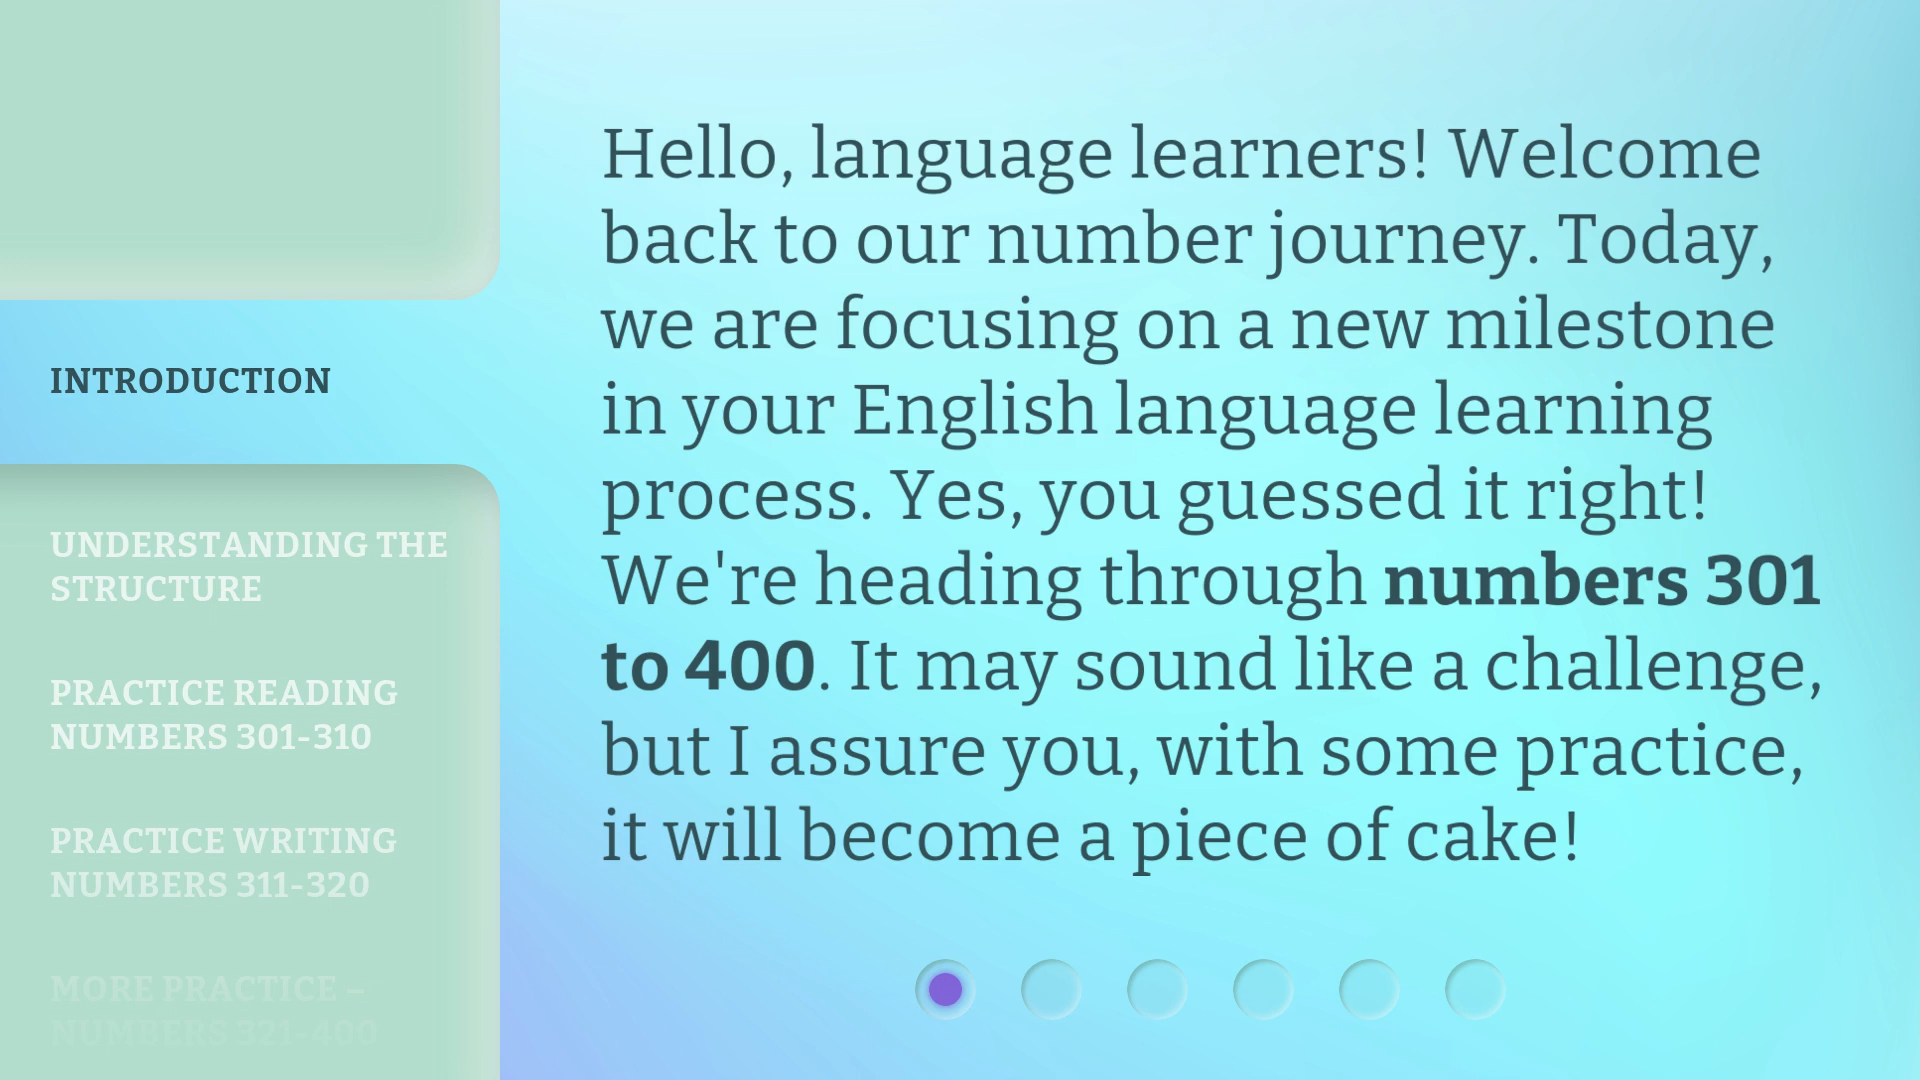 INTRODUCTION
UNDERSTANDING THE
STRUCTURE
PRACTICE READING
NUMBERS 301-310
PRACTICE WRITING
NUMBERS 311-320
MORE PRACTICE –
NUMBERS 321-400
Hello, language learners! Welcome
back to our number journey. Today,
we are focusing on a new milestone
in your English language learning
process. Yes, you guessed it right!
We're heading through numbers 301
to 400. It may sound like a challenge,
but I assure you, with some practice,
it will become a piece of cake!